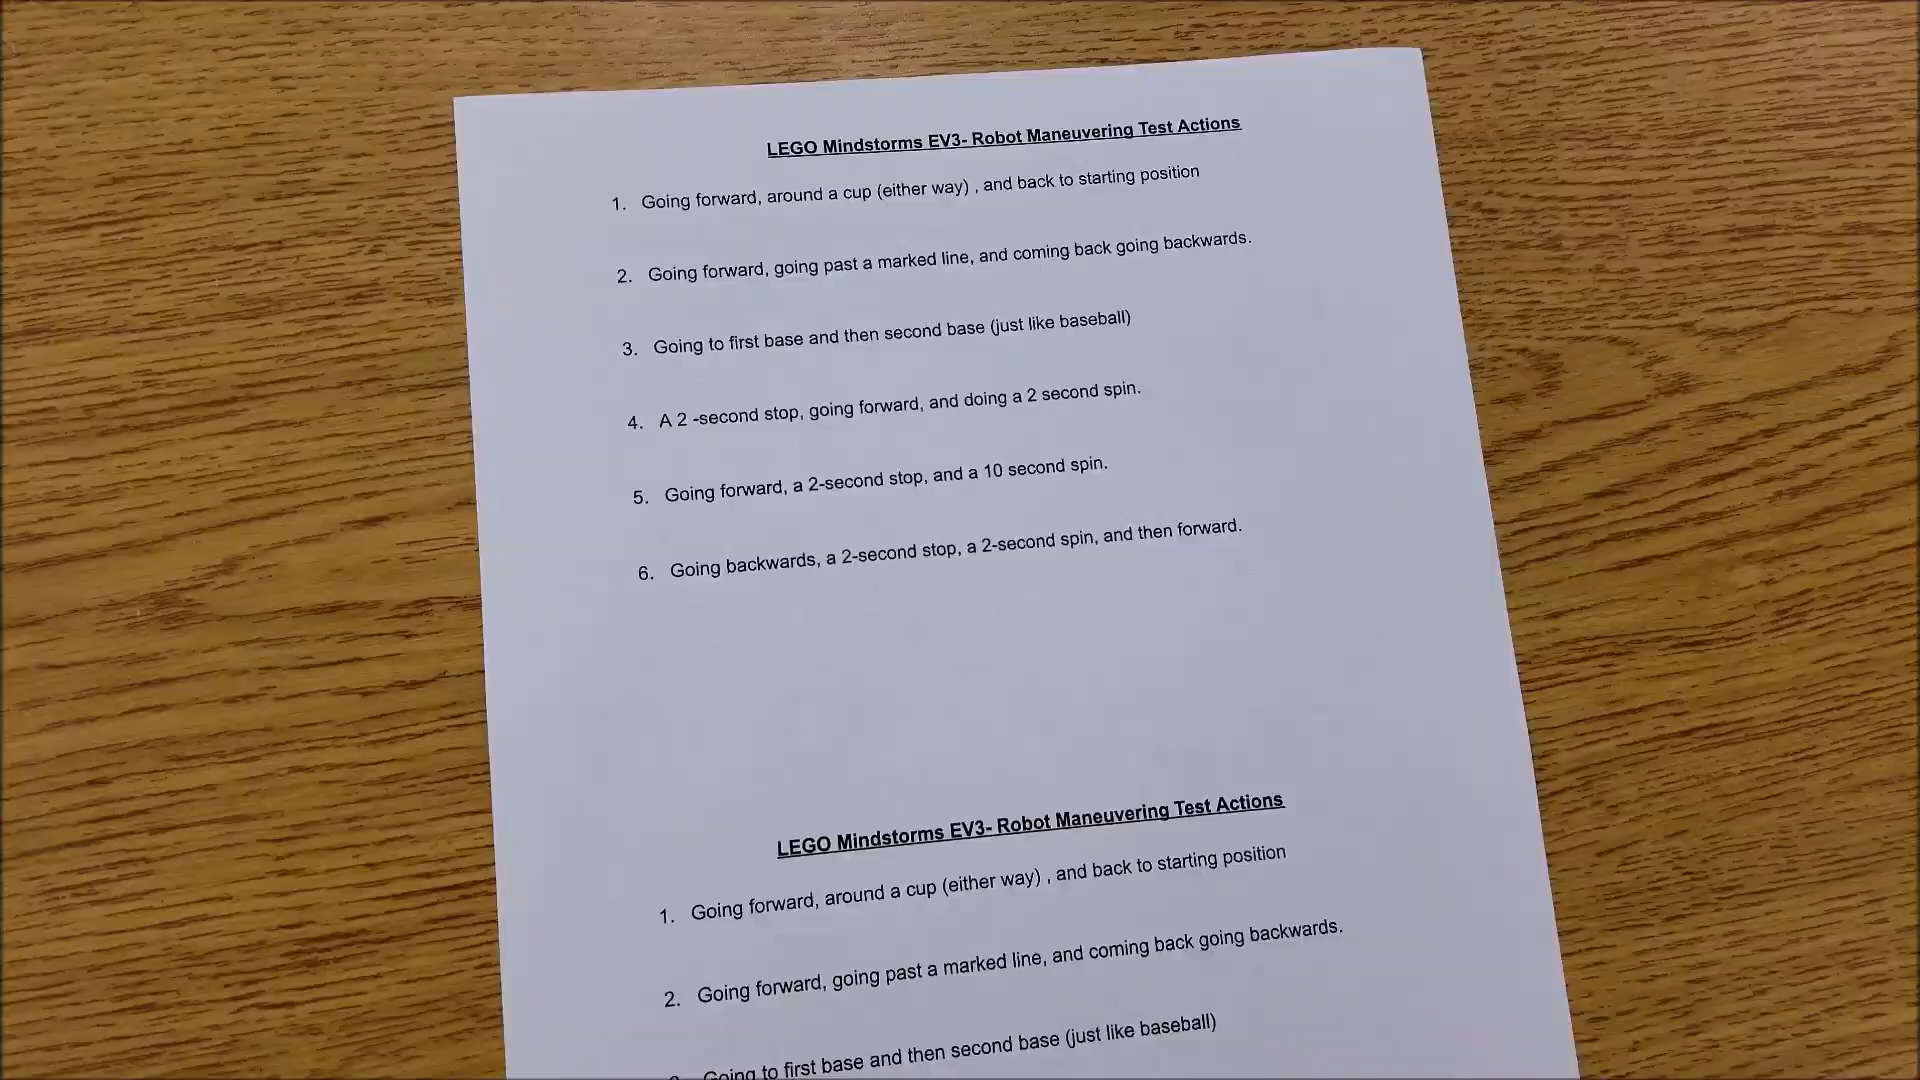 LEGO Mindstorms EV3- Robot Maneuvering Test Actions
1. Going forward, around a cup (either way) , and back to starting position
2. Going forward, going past a marked line, and coming back going backwards.
3. Going to first base and then second base (just like baseball)
4. A 2 -second stop, going forward, and doing a 2 second spin.
5. Going forward, a 2-second stop, and a 10 second spin.
6. Going backwards, a 2-second stop, a 2-second spin, and then forward.
LEGO Mindstorms EV3- Robot Maneuvering Test Actions
1. Going forward, around a cup (either way) , and back to starting position
2. Going forward, going past a marked line, and coming back going backwards.
Going to first base and then second base (just like baseball)